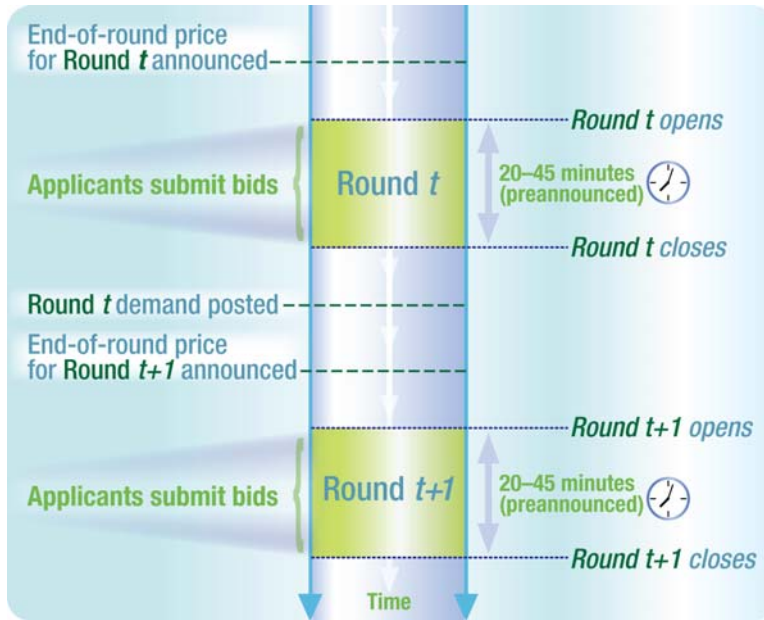 End-of-round price
for Round t announced
Round t opens
Applicants submit bids
Round t
20–45 minutes
(preannounced)
Round t closes
Round t demand posted
End-of-round price
for Round t+1 announced
Round t+1 opens
Applicants submit bids
Round t+1
20–45 minutes
(preannounced)
Round t+1 closes
Time